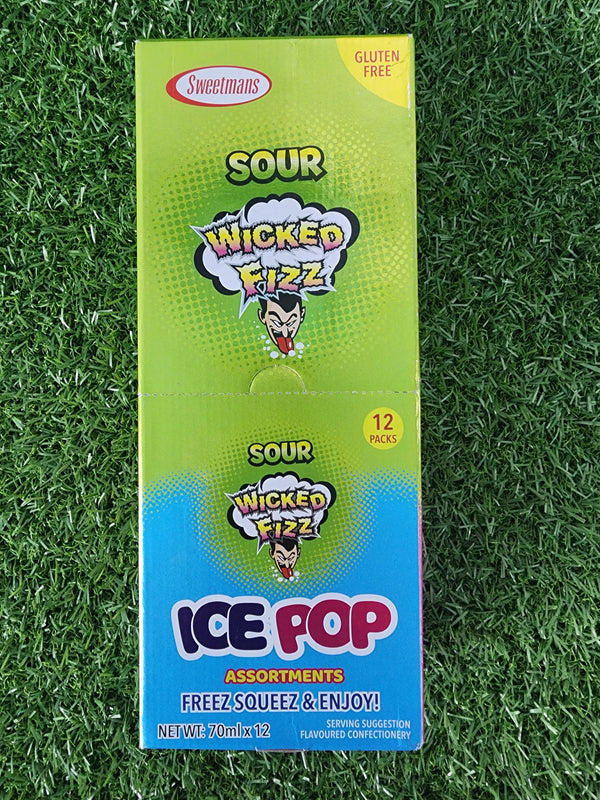 Sweetmans
GLUTEN
FREE
SOUR
WICKED
FIZZ
12
PACKS
SOUR
WICKED
FIZZ
ICE POP
ASSORTMENTS
FREEZ SQUEEZ & ENJOY!
NET WT: 70ml x 12
SERVING SUGGESTION
FLAVOURED CONFECTIONERY